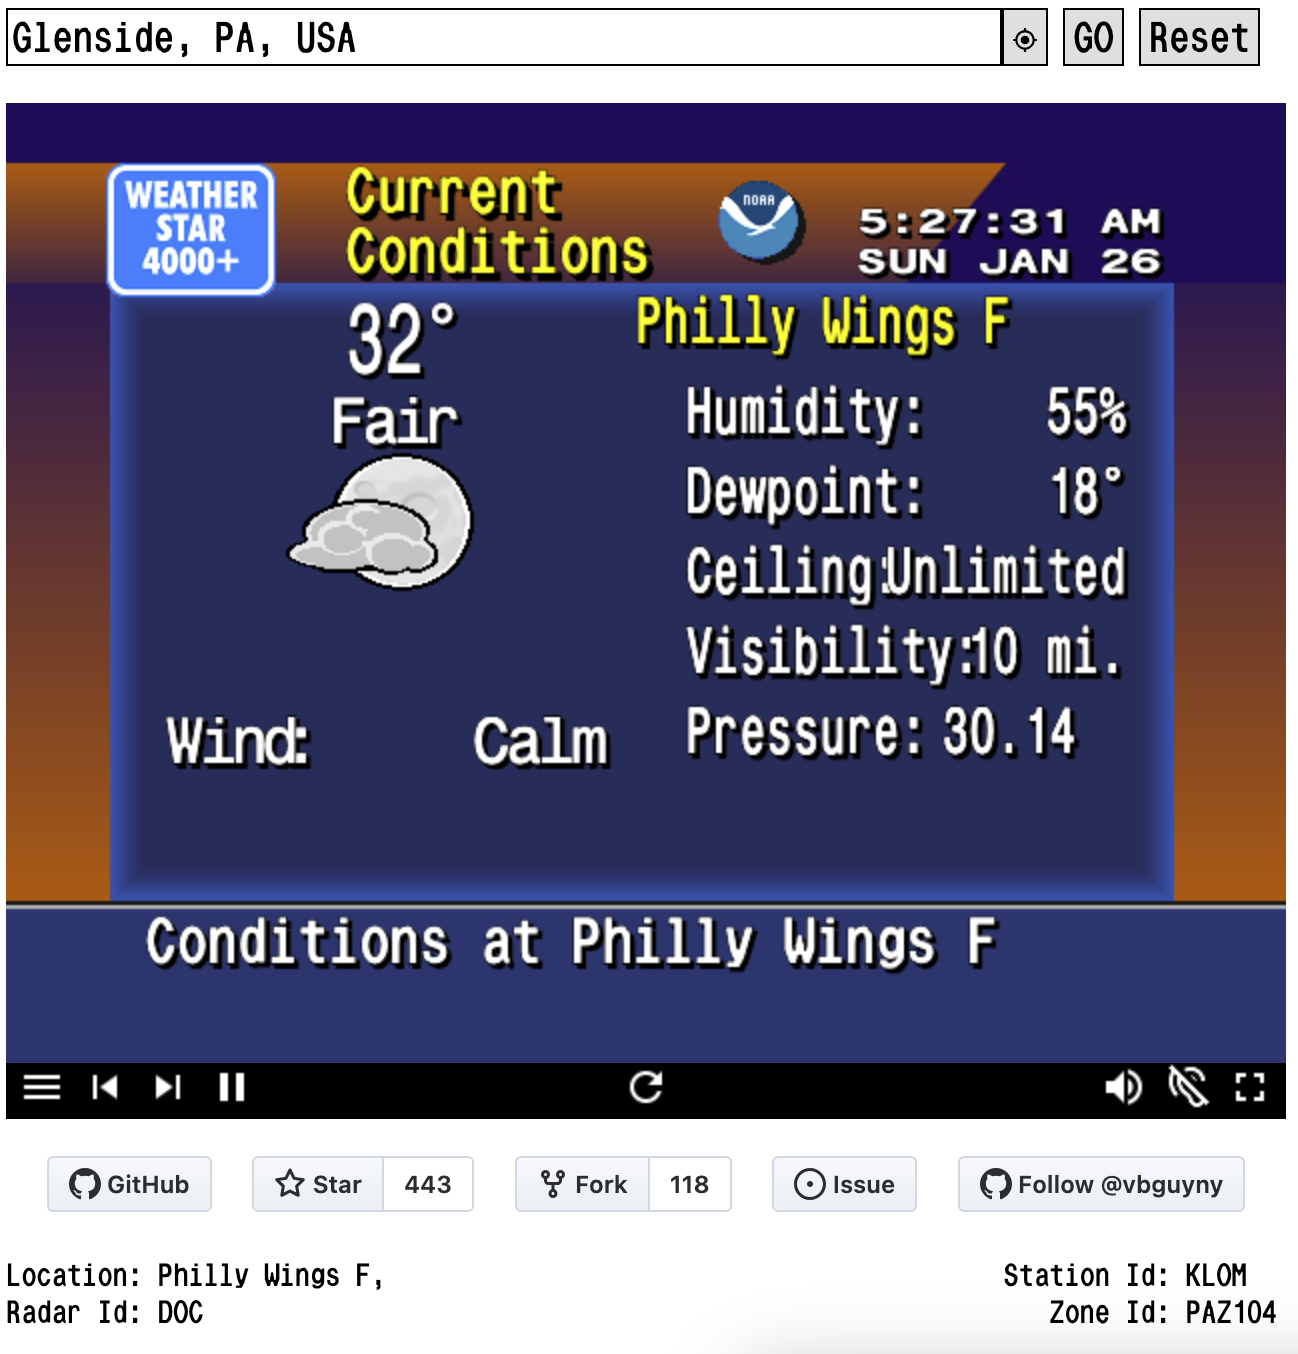 Glenside, PA, USA
GO
Reset
WEATHER
STAR
4000+
Current
Conditions
NOAA
5:27:31 AM
SUN JAN 26
32°
Fair
Wind: Calm
Philly Wings F
Humidity: 55%
Dewpoint: 18°
Ceiling:Unlimited
Visibility:10 mi.
Pressure: 30.14
Conditions at Philly Wings F
GitHub
Star 443
Fork 118
Issue
Follow @vbguyny
Location: Philly Wings F,
Radar Id: DOC
Station Id: KLOM
Zone Id: PAZ104